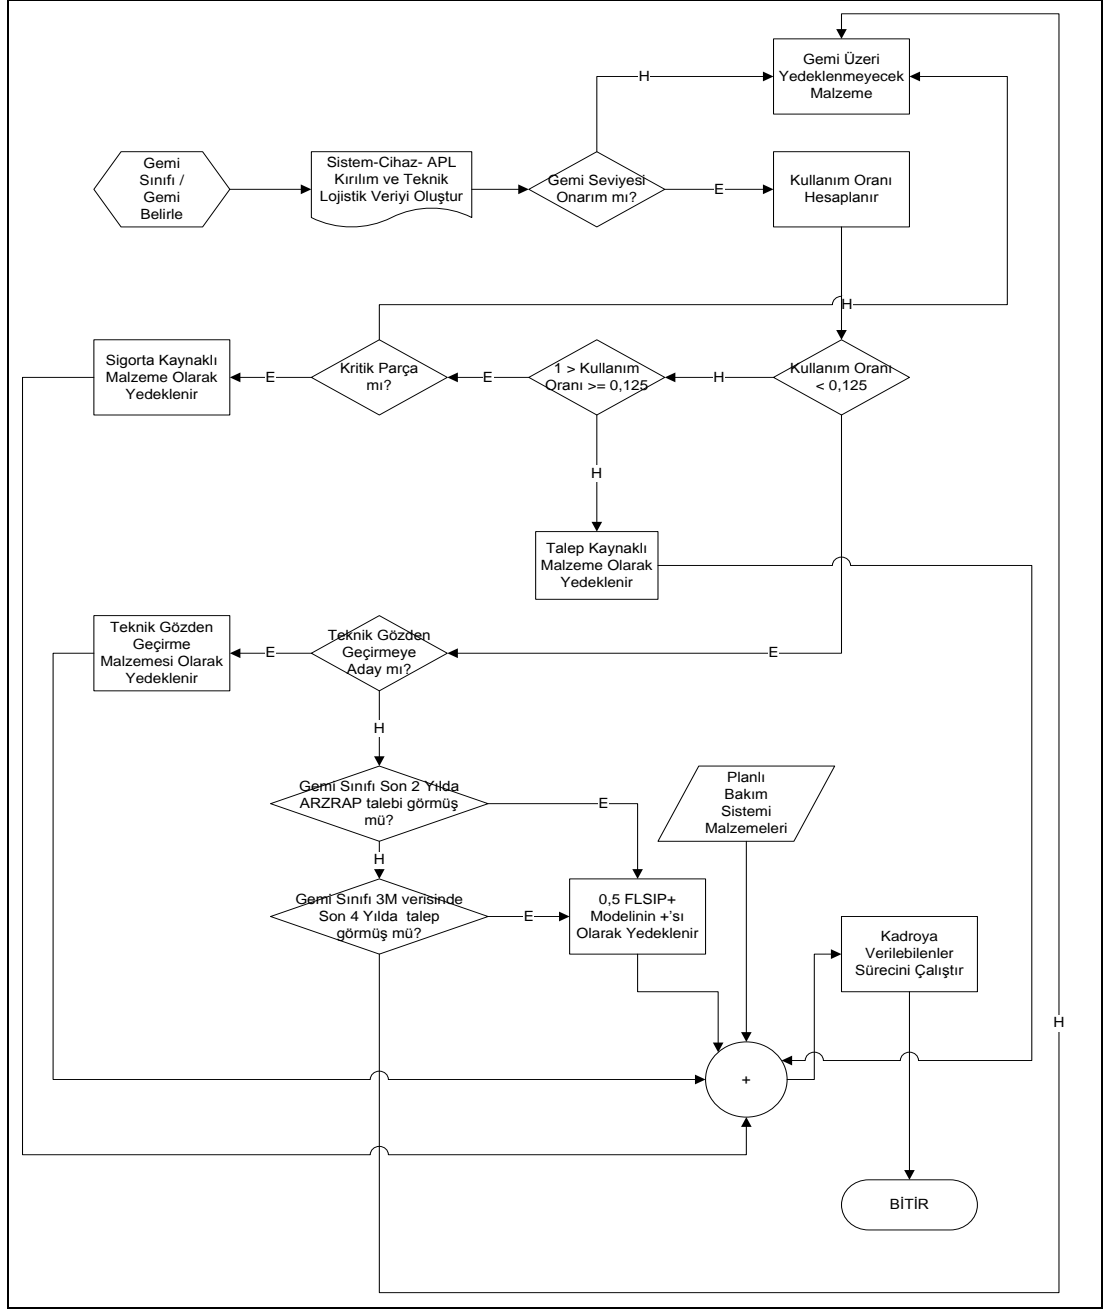 Gemi Üzeri
Yedeklenmeyecek
Malzeme
H
Gemi
Sınıfı /
Gemi
Belirle
Sistem-Cihaz- APL
Kırılım ve Teknik
Lojistik Veriyi Oluştur
Gemi Seviyesi
Onarım mı?
E
Kullanım Oranı
Hesaplanır
H
Sigorta Kaynaklı
Malzeme Olarak
Yedeklenir
E
Kritik Parça
mı?
E
1 > Kullanım
Oranı >= 0,125
H
Kullanım Oranı
< 0,125
H
Talep Kaynaklı
Malzeme Olarak
Yedeklenir
Teknik Gözden
Geçirme
Malzemesi Olarak
Yedeklenir
E
Teknik Gözden
Geçirmeye
Aday mı?
E
H
Gemi Sınıfı Son 2 Yılda
ARZRAP talebi görmüş
mü?
E
Planlı
Bakım
Sistemi
Malzemeleri
H
Gemi Sınıfı 3M verisinde
Son 4 Yılda talep
görmüş mü?
E
0,5 FLSIP+
Modelinin +'sı
Olarak Yedeklenir
Kadroya
Verilebilenler
Sürecini Çalıştır
H
+
BİTİR